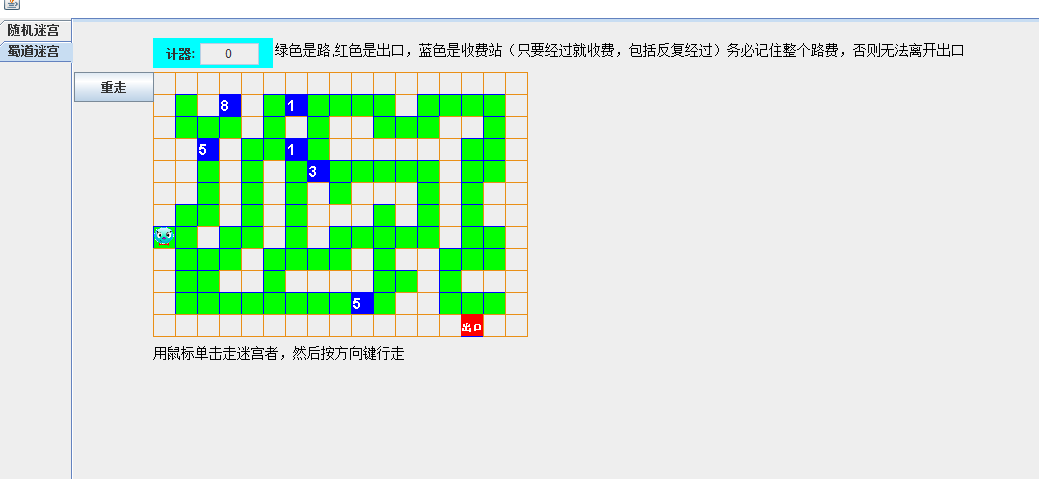 随机迷宫
蜀道迷宫
计器:
0
绿色是路,红色是出口，蓝色是收费站（只要经过就收费，包括反复经过）务必记住整个路费，否则无法离开出口
重走
8
1
5
1
3
5
出口
用鼠标单击走迷宫者，然后按方向键行走